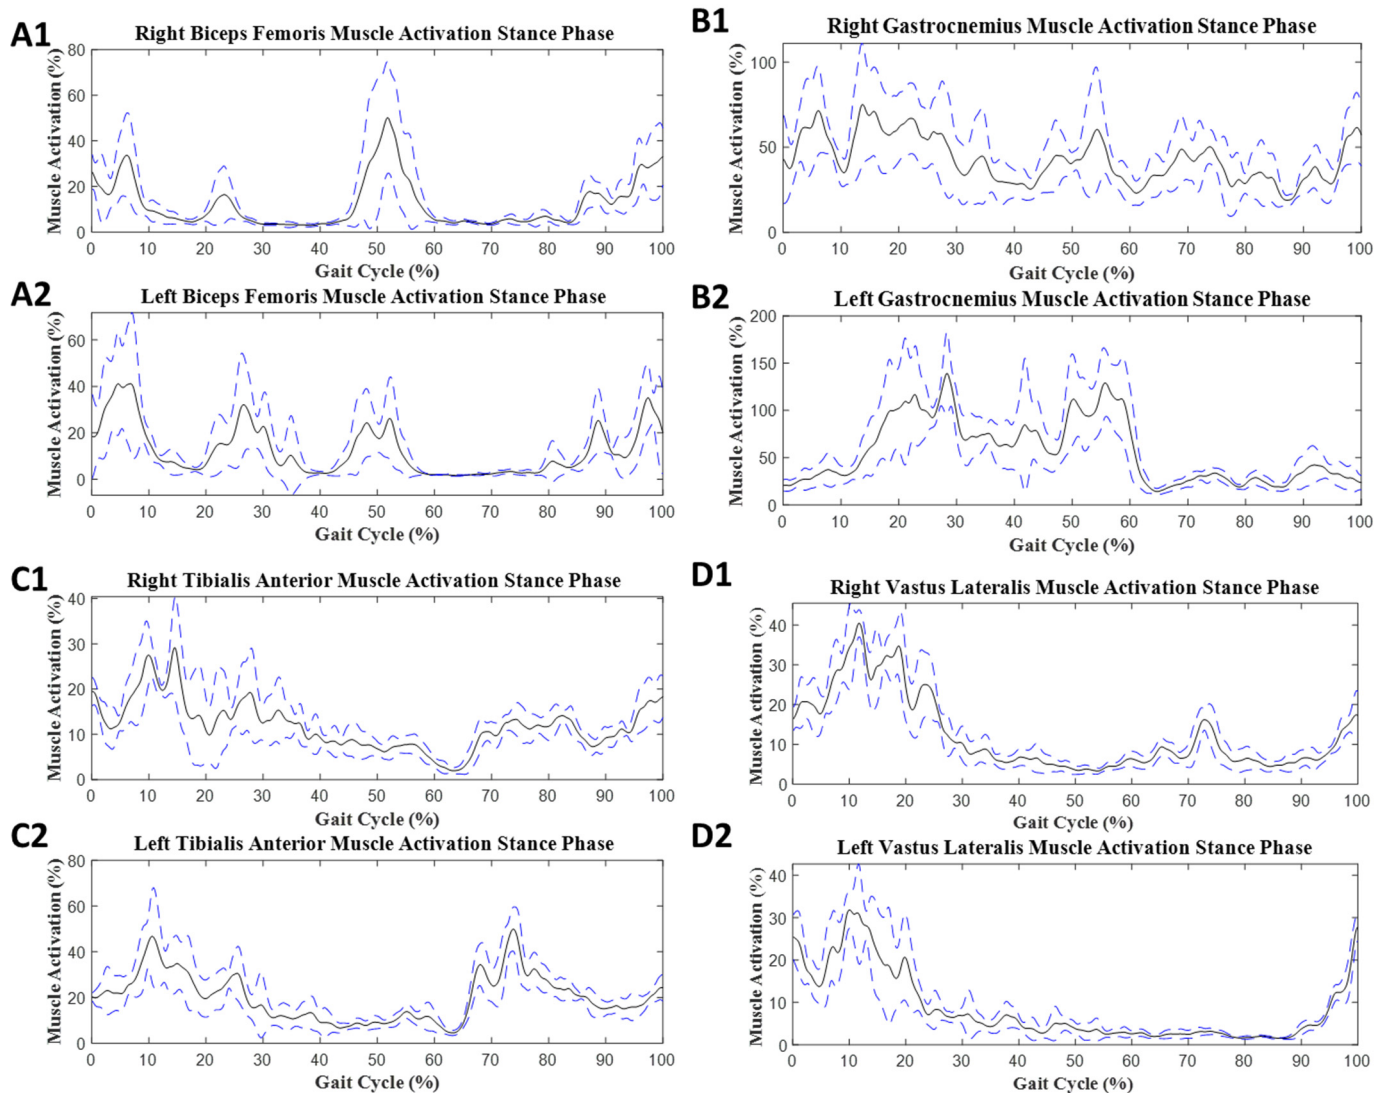 A1
Right Biceps Femoris Muscle Activation Stance Phase
Muscle Activation (%)
80
60
40
20
0
0 10 20 30 40 50 60 70 80 90 100
Gait Cycle (%)
B1
Right Gastrocnemius Muscle Activation Stance Phase
Muscle Activation (%)
100
50
0
0 10 20 30 40 50 60 70 80 90 100
Gait Cycle (%)
A2
Left Biceps Femoris Muscle Activation Stance Phase
Muscle Activation (%)
60
40
20
0
0 10 20 30 40 50 60 70 80 90 100
Gait Cycle (%)
B2
Left Gastrocnemius Muscle Activation Stance Phase
Muscle Activation (%)
200
150
100
50
0
0 10 20 30 40 50 60 70 80 90 100
Gait Cycle (%)
C1
Right Tibialis Anterior Muscle Activation Stance Phase
Muscle Activation (%)
40
30
20
10
0
0 10 20 30 40 50 60 70 80 90 100
Gait Cycle (%)
D1
Right Vastus Lateralis Muscle Activation Stance Phase
Muscle Activation (%)
40
30
20
10
0
0 10 20 30 40 50 60 70 80 90 100
Gait Cycle (%)
C2
Left Tibialis Anterior Muscle Activation Stance Phase
Muscle Activation (%)
80
60
40
20
0
0 10 20 30 40 50 60 70 80 90 100
Gait Cycle (%)
D2
Left Vastus Lateralis Muscle Activation Stance Phase
Muscle Activation (%)
40
30
20
10
0
0 10 20 30 40 50 60 70 80 90 100
Gait Cycle (%)